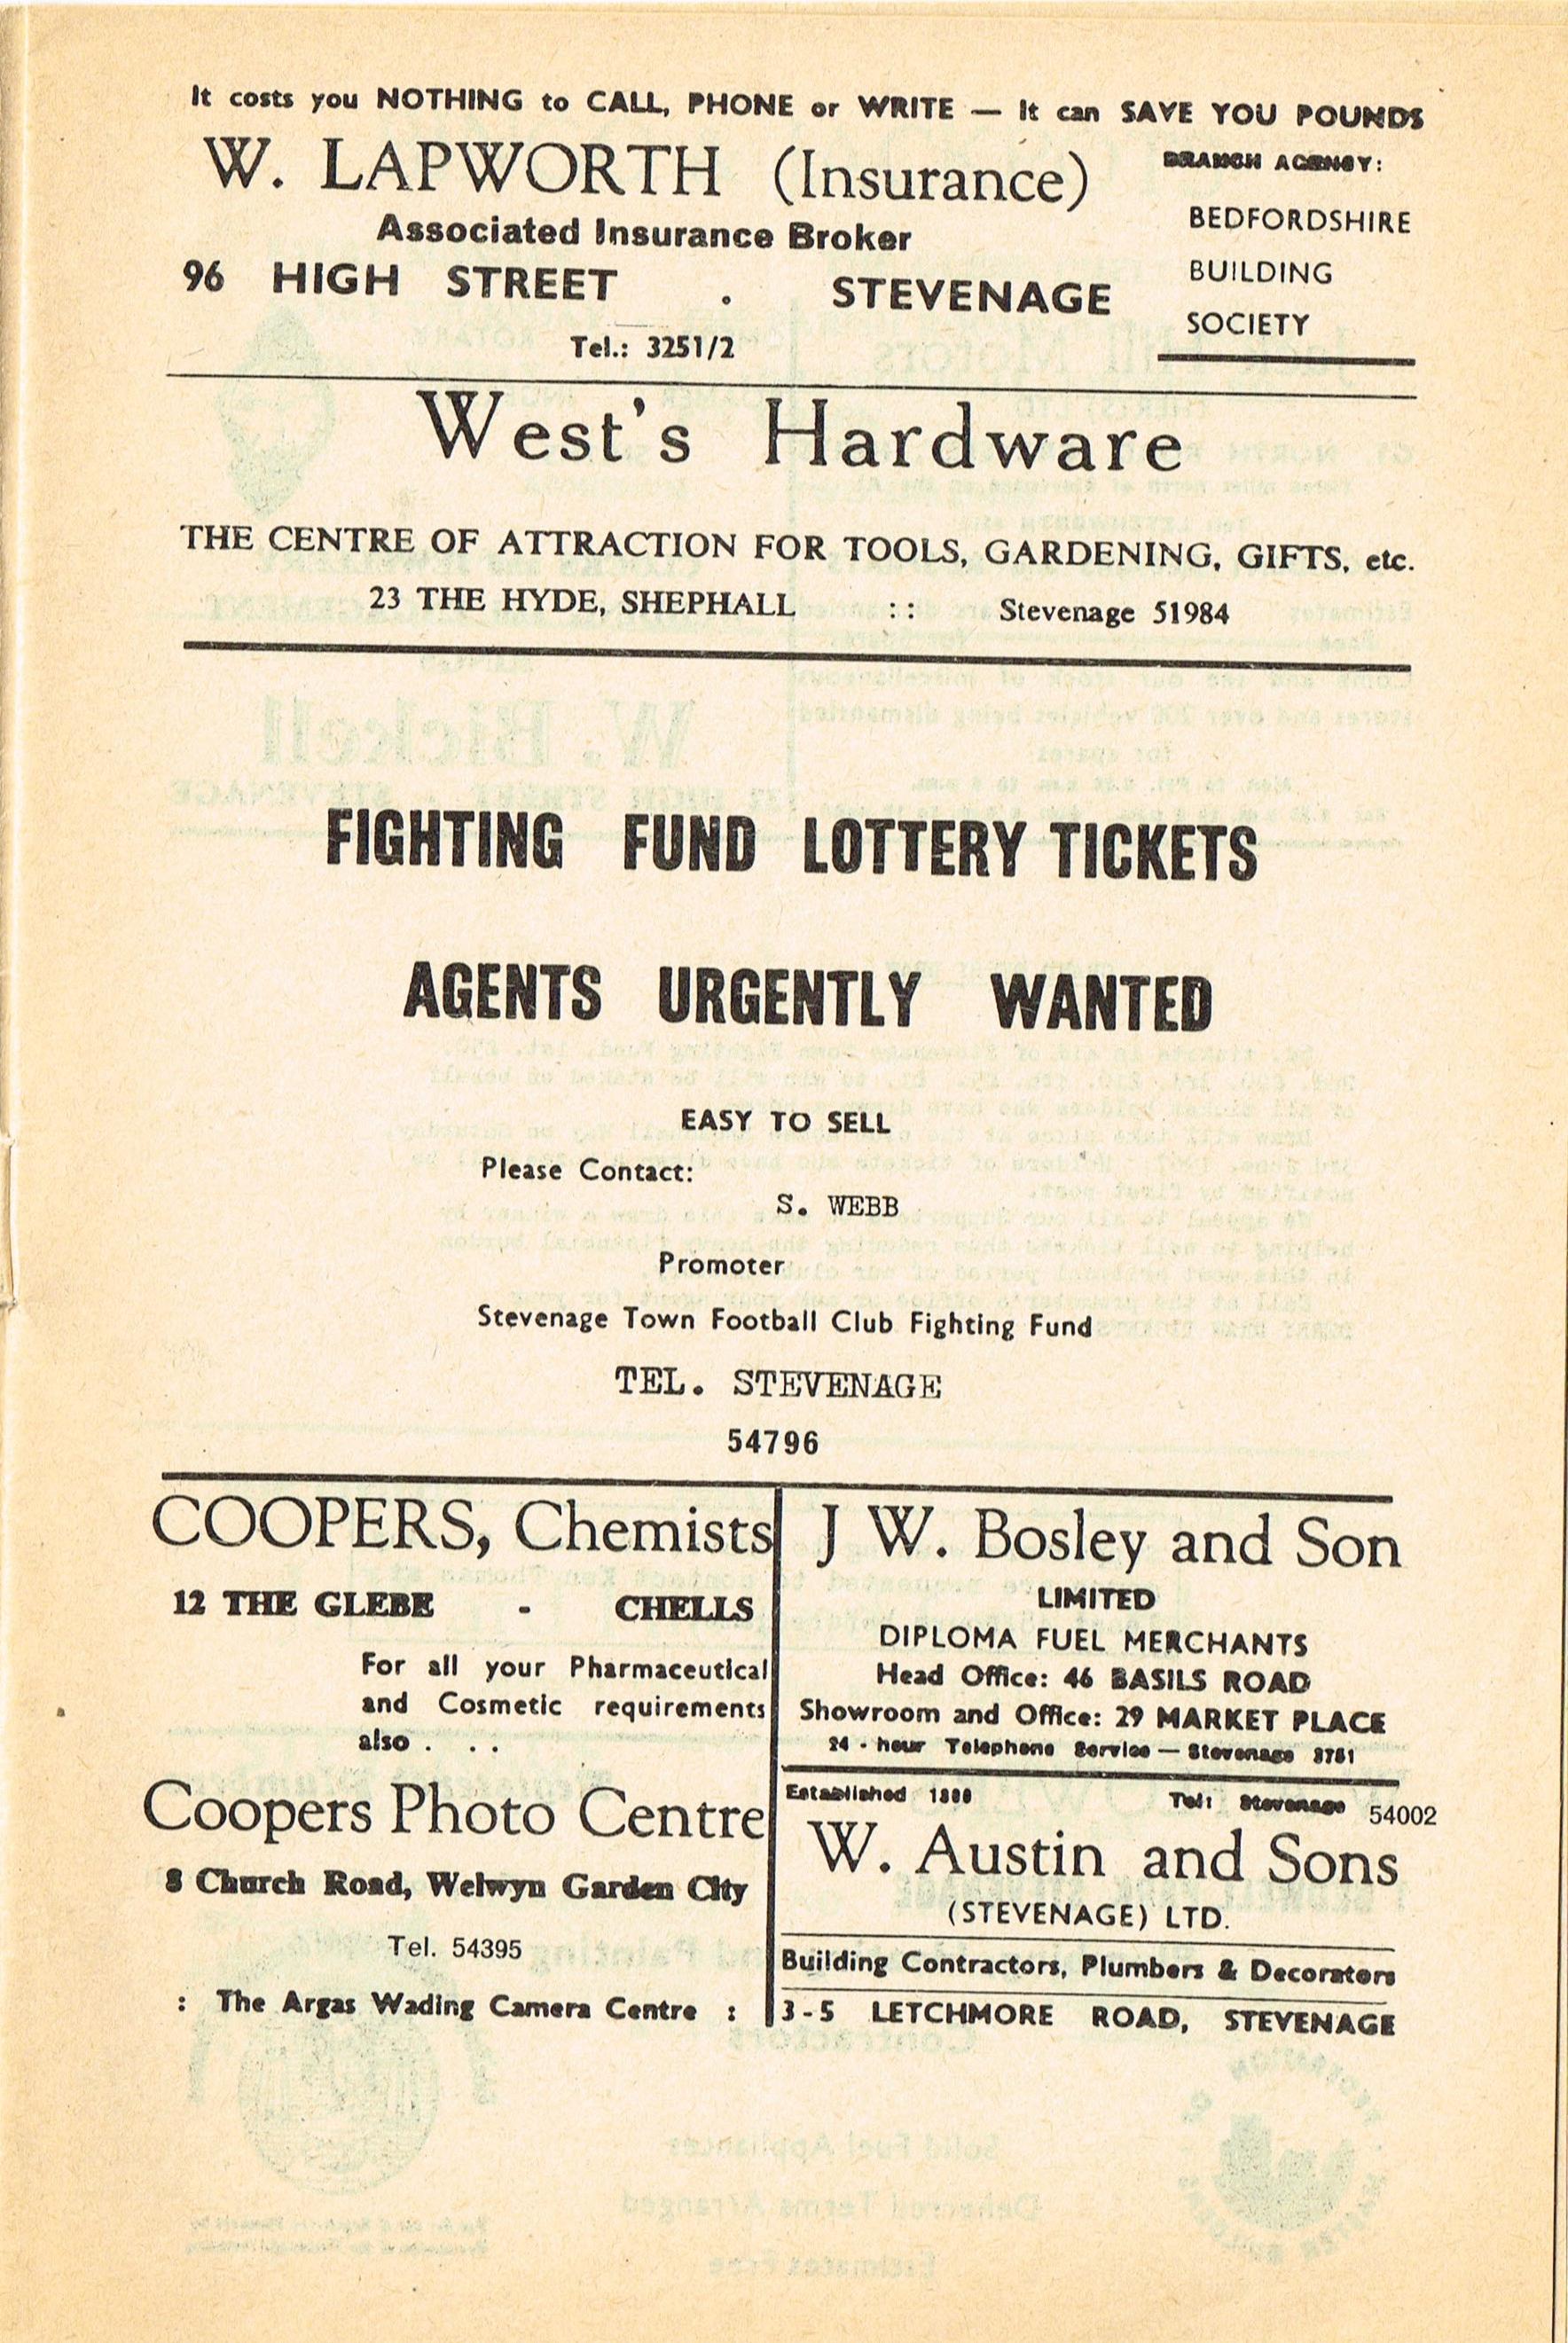 It costs you NOTHING to CALL, PHONE or WRITE — It can SAVE YOU POUNDS
W. LAPWORTH (Insurance)
Associated Insurance Broker
96 HIGH STREET . STEVENAGE
Tel.: 3251/2
BRANCH AGENCY:
BEDFORDSHIRE
BUILDING
SOCIETY
West's Hardware
THE CENTRE OF ATTRACTION FOR TOOLS, GARDENING, GIFTS, etc.
23 THE HYDE, SHEPHALL :: Stevenage 51984
FIGHTING FUND LOTTERY TICKETS
AGENTS URGENTLY WANTED
EASY TO SELL
Please Contact:
S. WEBB
Promoter
Stevenage Town Football Club Fighting Fund
TEL. STEVENAGE
54796
COOPERS, Chemists
12 THE GLEBE - CHELLS
For all your Pharmaceutical
and Cosmetic requirements
also . . .
Coopers Photo Centre
8 Church Road, Welwyn Garden City
Tel. 54395
: The Argas Wading Camera Centre :
J W. Bosley and Son
LIMITED
DIPLOMA FUEL MERCHANTS
Head Office: 46 BASILS ROAD
Showroom and Office: 29 MARKET PLACE
24 - hour Telephone Service — Stevenage
Established
Tel: Stevenage 54002
W. Austin and Sons
(STEVENAGE) LTD.
Building Contractors, Plumbers & Decorators
3-5 LETCHMORE ROAD, STEVENAGE